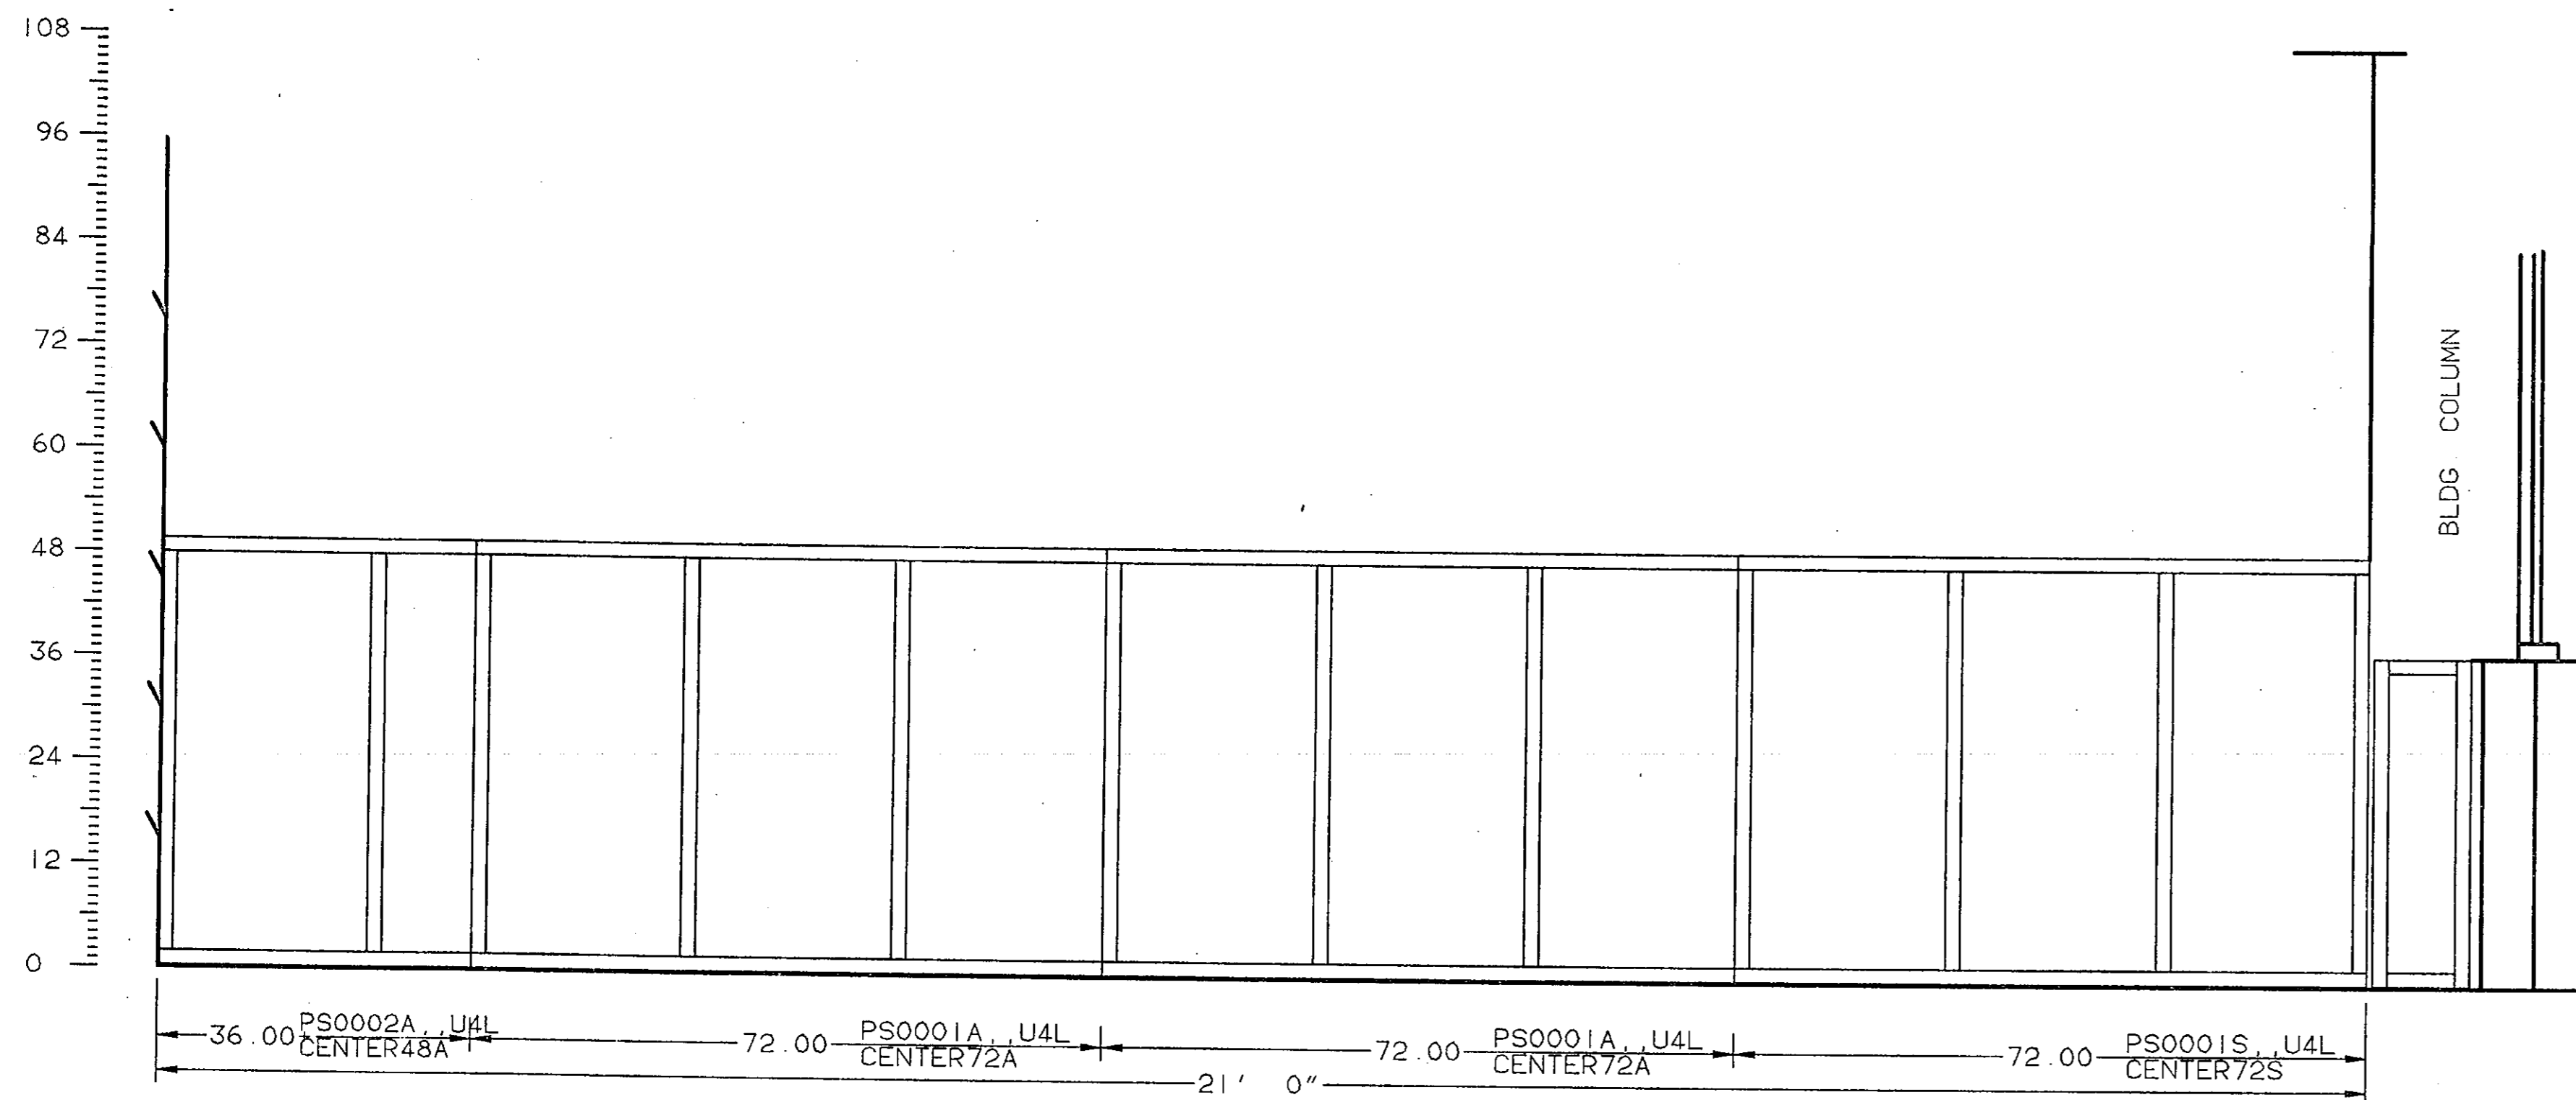 108
96
84
72
60
48
36
24
12
0
BLDG COLUMN
36.00 PS0002A,,U4L
CENTER48A
72.00 PS0001A,,U4L
CENTER72A
72.00 PS0001A,,U4L
CENTER72A
72.00 PS0001S,,U4L
CENTER72S
21' 0"